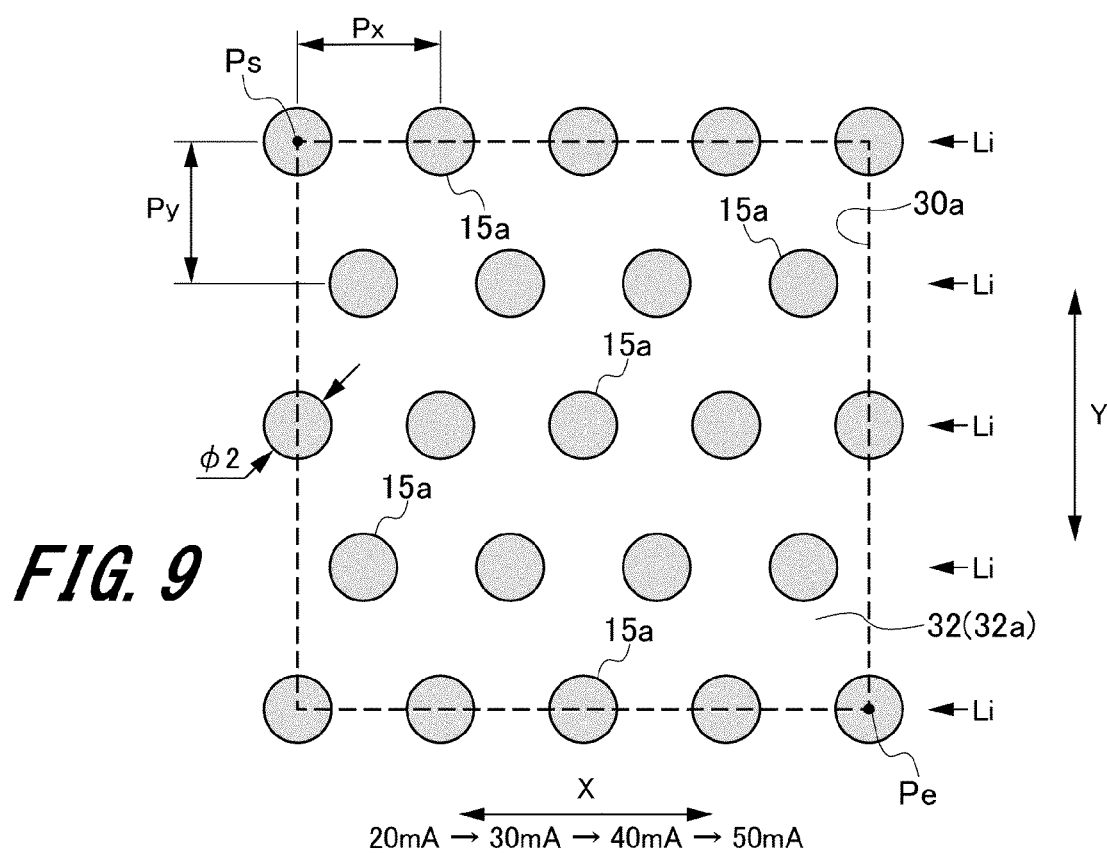 Px
Ps
Li
Py
15a
15a
30a
Li
15a
Li
Y
φ2
15a
FIG. 9
Li
32(32a)
15a
Li
Pe
X
20mA → 30mA → 40mA → 50mA